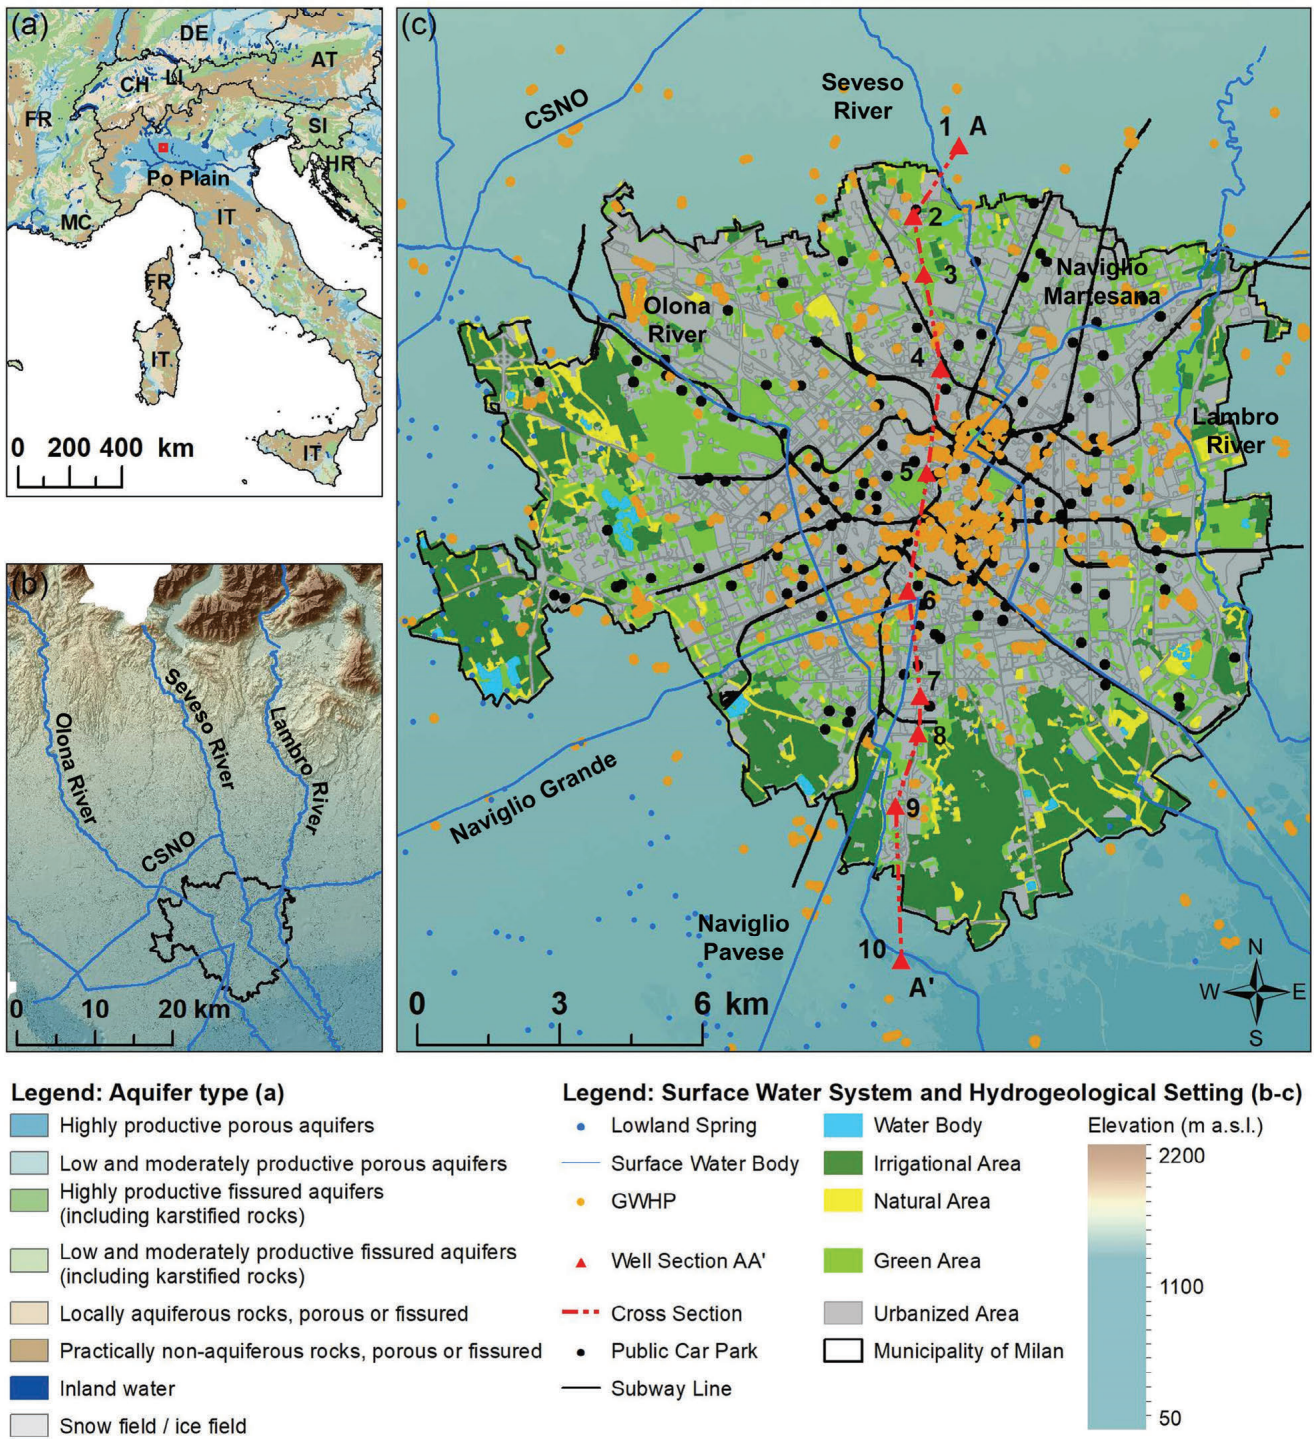 (a)
DE
AT
CH
LI
FR
SI
HR
Po Plain
MC
IT
FR
IT
IT
0 200 400 km
(b)
Olona River
Seveso River
Lambro River
CSNO
0 10 20 km
(c)
CSNO
Seveso
River
1 A
2
3
Naviglio
Martesana
Olona
River
4
Lambro
River
5
6
7
8
Naviglio Grande
9
Naviglio
Pavese
10
A'
0 3 6 km
N
W E
S
Legend: Aquifer type (a)
Highly productive porous aquifers
Low and moderately productive porous aquifers
Highly productive fissured aquifers
(including karstified rocks)
Low and moderately productive fissured aquifers
(including karstified rocks)
Locally aquiferous rocks, porous or fissured
Practically non-aquiferous rocks, porous or fissured
Inland water
Snow field / ice field
Legend: Surface Water System and Hydrogeological Setting (b-c)
Lowland Spring
Surface Water Body
GWHP
Well Section AA'
Cross Section
Public Car Park
Subway Line
Water Body
Irrigational Area
Natural Area
Green Area
Urbanized Area
Municipality of Milan
Elevation (m a.s.l.)
2200
1100
50